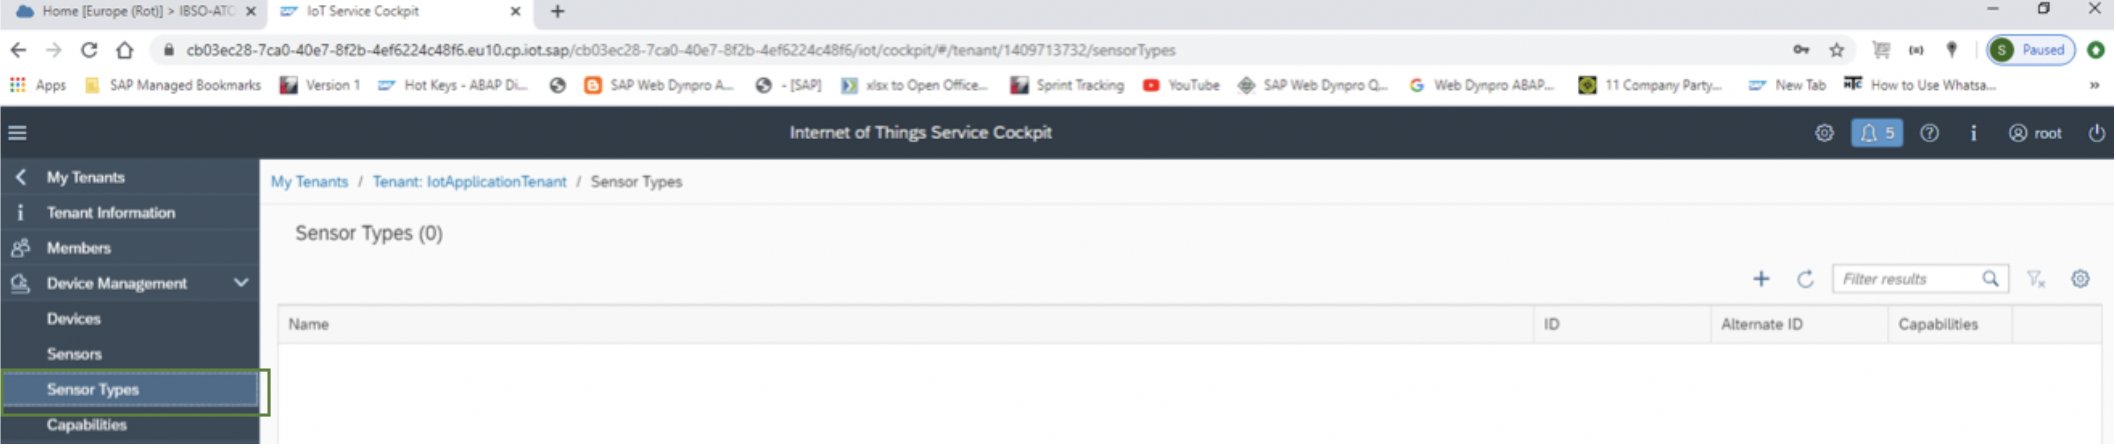 Home [Europe (Rot)] > IBSO-ATC
IoT Service Cockpit
cb03ec28-7ca0-40e7-8f2b-4ef6224c48f6.eu10.cp.iot.sap/cb03ec28-7ca0-40e7-8f2b-4ef6224c48f6/iot/cockpit/#/tenant/1409713732/sensorTypes
S Paused
Apps SAP Managed Bookmarks Version 1 Hot Keys - ABAP Di... SAP Web Dynpro A... - [SAP] xlsx to Open Office... Sprint Tracking YouTube SAP Web Dynpro Q... Web Dynpro ABAP... 11 Company Party... New Tab How to Use Whatsa... »
Internet of Things Service Cockpit
5 root
My Tenants
Tenant Information
Members
Device Management
Devices
Sensors
Sensor Types
Capabilities
My Tenants / Tenant: IotApplicationTenant / Sensor Types
Sensor Types (0)
Filter results
Name ID Alternate ID Capabilities